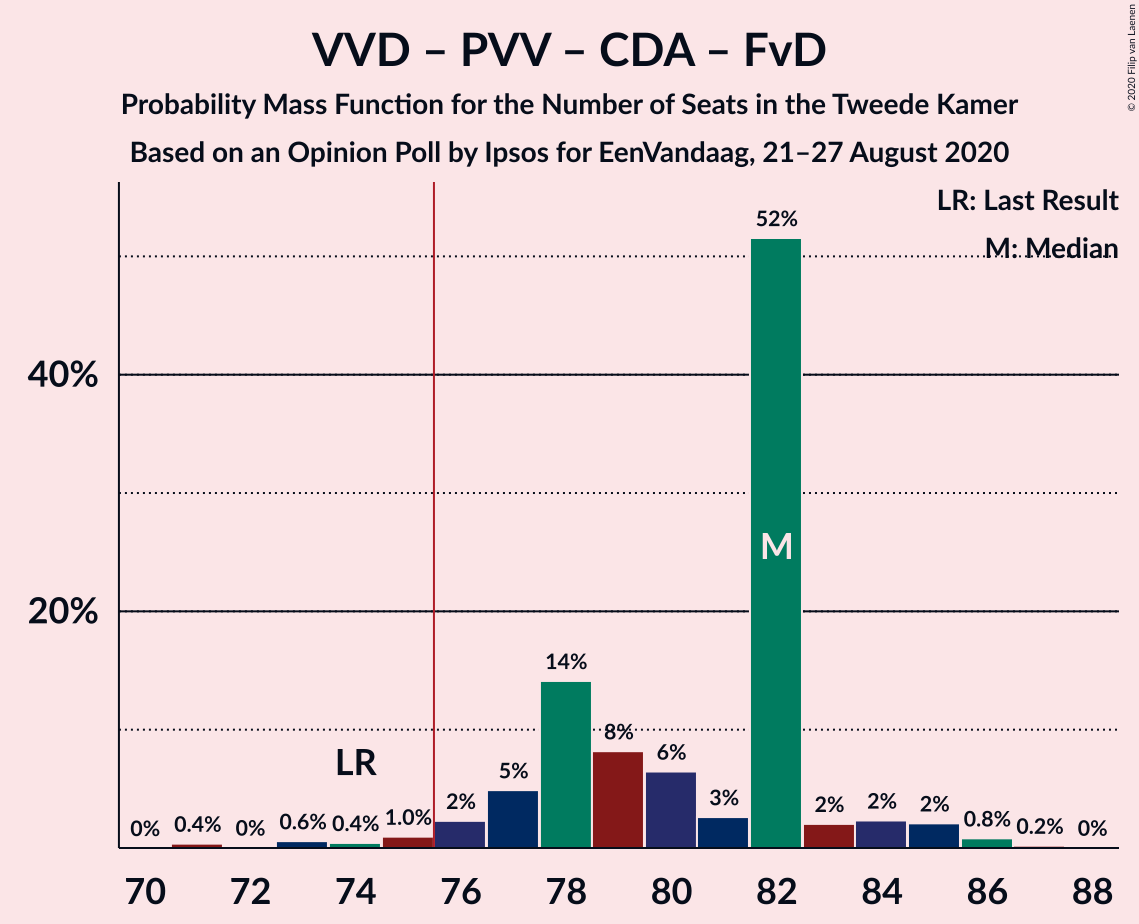 VVD – PVV – CDA – FvD
Probability Mass Function for the Number of Seats in the Tweede Kamer
Based on an Opinion Poll by Ipsos for EenVandaag, 21–27 August 2020
© 2020 Filip van Laenen
LR: Last Result
M: Median
40%
20%
0%
0.4%
0%
0.6%
0.4%
1.0%
2%
5%
14%
8%
6%
3%
52%
2%
2%
2%
0.8%
0.2%
0%
LR
M
70 72 74 76 78 80 82 84 86 88